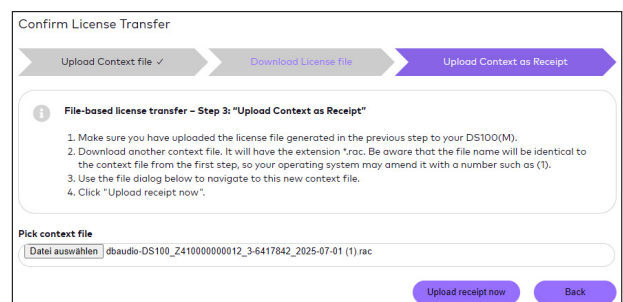 Confirm License Transfer
Upload Context file ✓ Download License file Upload Context as Receipt
File-based license transfer – Step 3: "Upload Context as Receipt"
1. Make sure you have uploaded the license file generated in the previous step to your DS100(M).
2. Download another context file. It will have the extension *.rac. Be aware that the file name will be identical to
the context file from the first step, so your operating system may amend it with a number such as (1).
3. Use the file dialog below to navigate to this new context file.
4. Click "Upload receipt now".
Pick context file
Datei auswählen dbaudio-DS100_Z410000000012_3-6417842_2025-07-01 (1).rac
Upload receipt now Back